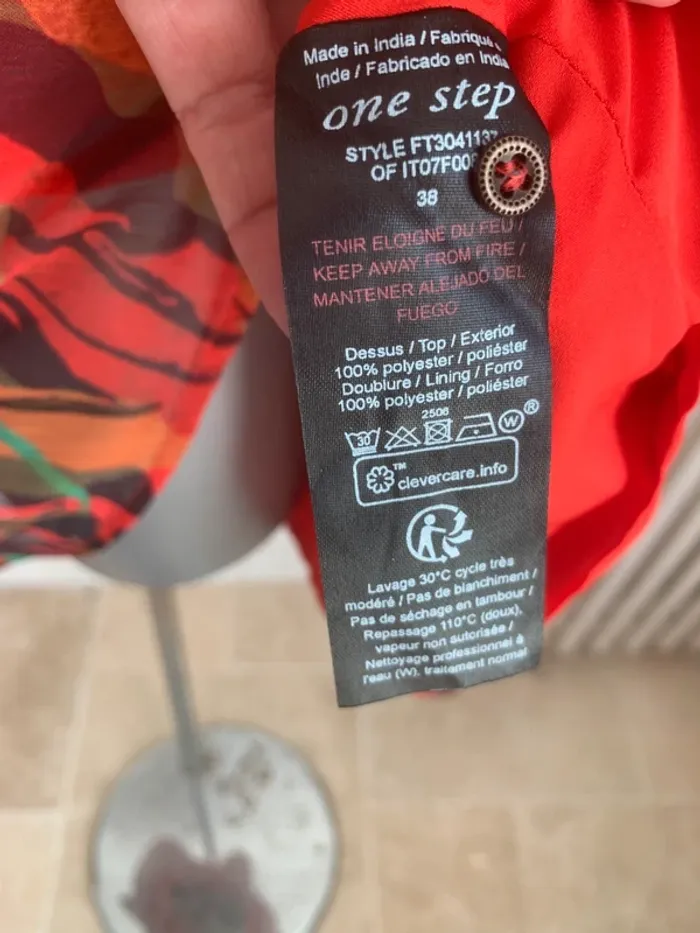 Made in India / Fabriqué
Inde / Fabricado en India
one step
STYLE FT3041137
OF IT07F00
38
TENIR ELOIGNE DU FEU /
KEEP AWAY FROM FIRE /
MANTENER ALEJADO DEL
FUEGO
Dessus / Top / Exterior
100% polyester / poliéster
Doublure / Lining / Forro
100% polyester / poliéster
2506
30 W ®
™ clevercare.info
Lavage 30°C cycle très
modéré / Pas de blanchiment /
Pas de séchage en tambour /
Repassage 110°C (doux),
vapeur non autorisée /
Nettoyage professionnel à
l'eau (W), traitement normal